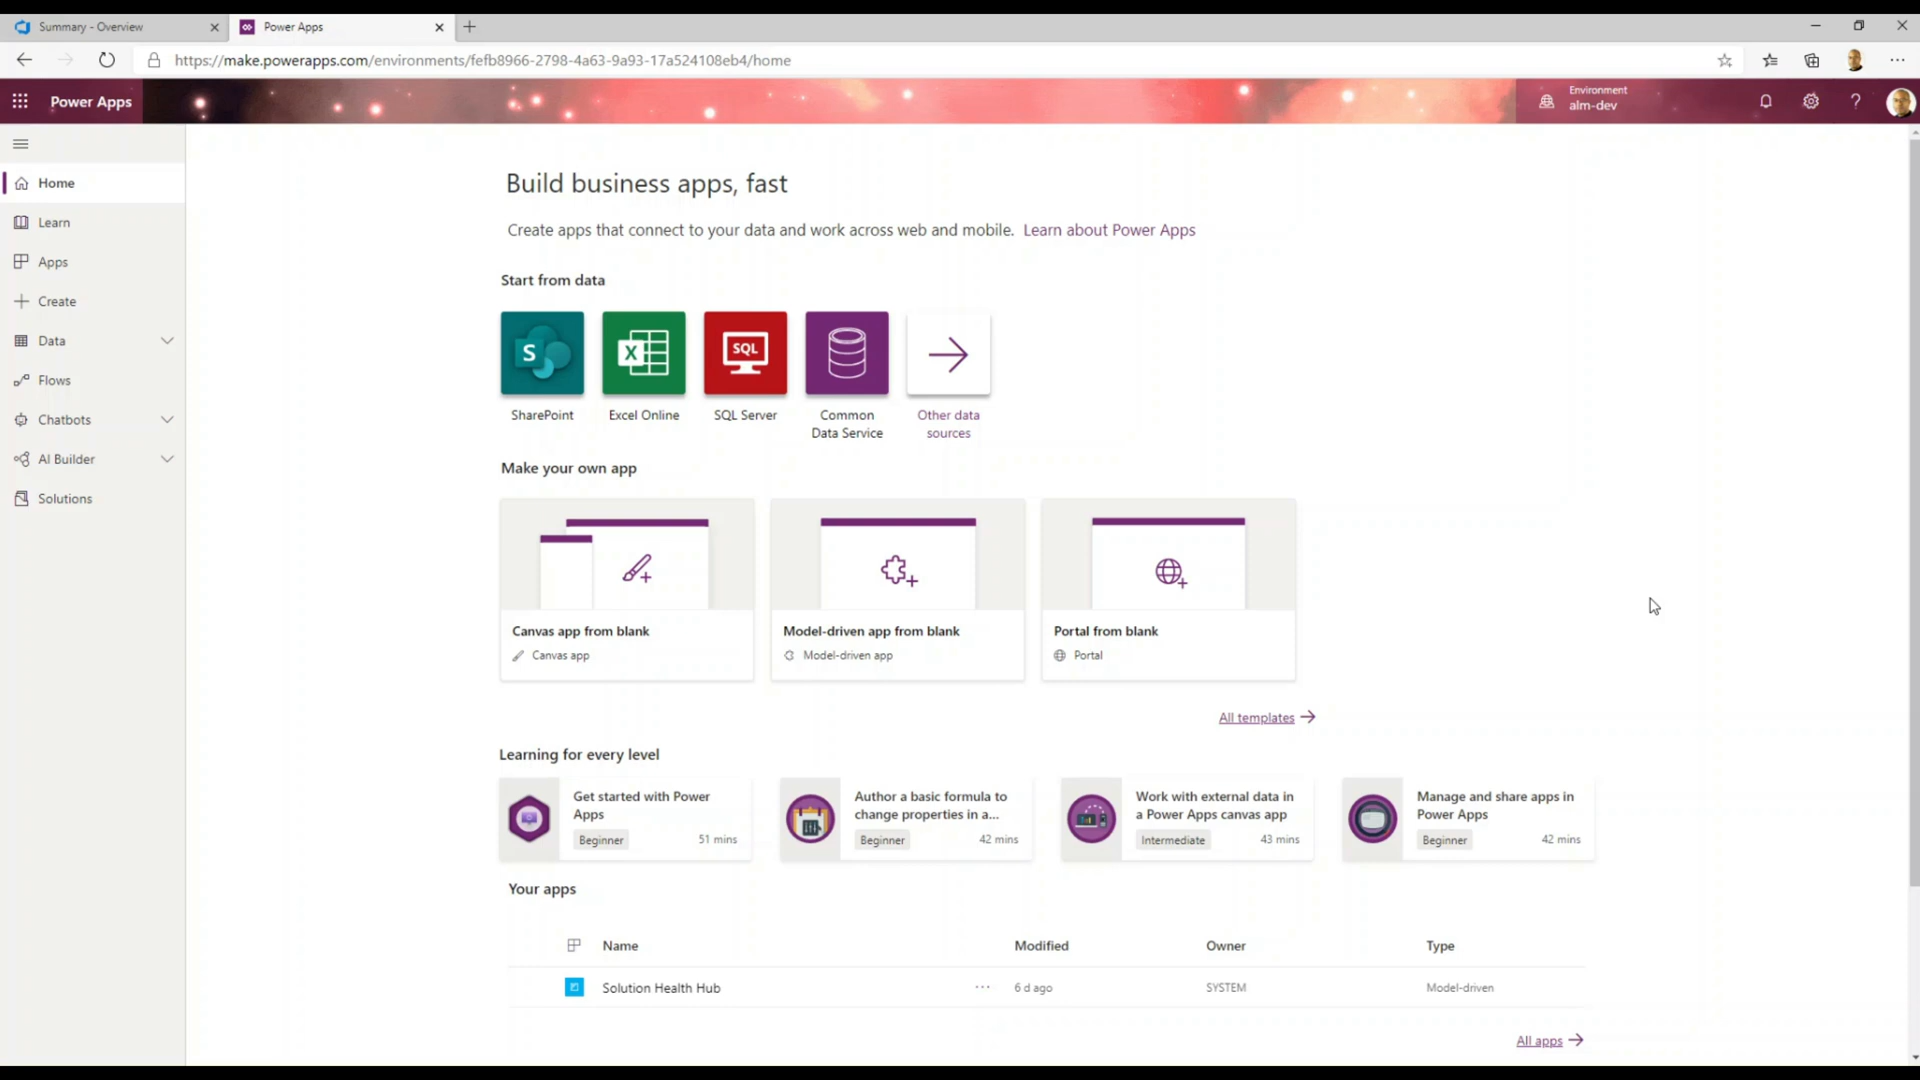 Summary - Overview
Power Apps
https://make.powerapps.com/environments/fefb8966-2798-4a63-9a93-17a524108eb4/home
Power Apps
Environment
alm-dev
Home
Learn
Apps
Create
Data
Flows
Chatbots
AI Builder
Solutions
Build business apps, fast
Create apps that connect to your data and work across web and mobile. Learn about Power Apps
Start from data
S
X
SQL
SharePoint
Excel Online
SQL Server
Common
Data Service
Other data
sources
Make your own app
Canvas app from blank
Canvas app
Model-driven app from blank
Model-driven app
Portal from blank
Portal
All templates
Learning for every level
Get started with Power
Apps
Beginner 51 mins
Author a basic formula to
change properties in a...
Beginner 42 mins
Work with external data in
a Power Apps canvas app
Intermediate 43 mins
Manage and share apps in
Power Apps
Beginner 42 mins
Your apps
Name Modified Owner Type
Solution Health Hub ... 6 d ago SYSTEM Model-driven
All apps